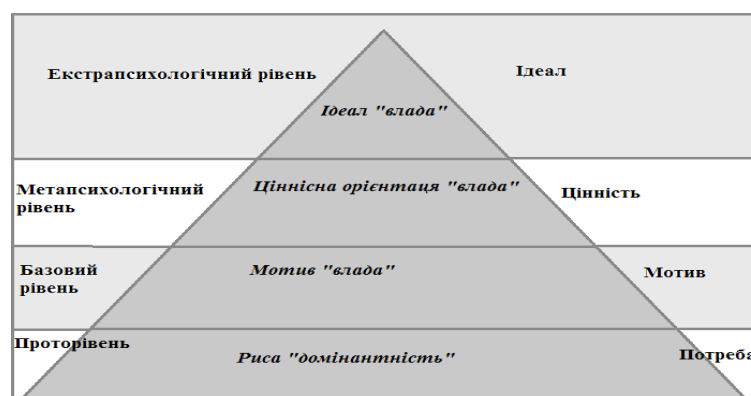 Екстрапсихологічний рівень
Ідеал
Ідеал "влада"
Метапсихологічний
рівень
Ціннісна орієнтаця "влада"
Цінність
Базовий
рівень
Мотив "влада"
Мотив
Проторівень
Риса "домінантність"
Потреба